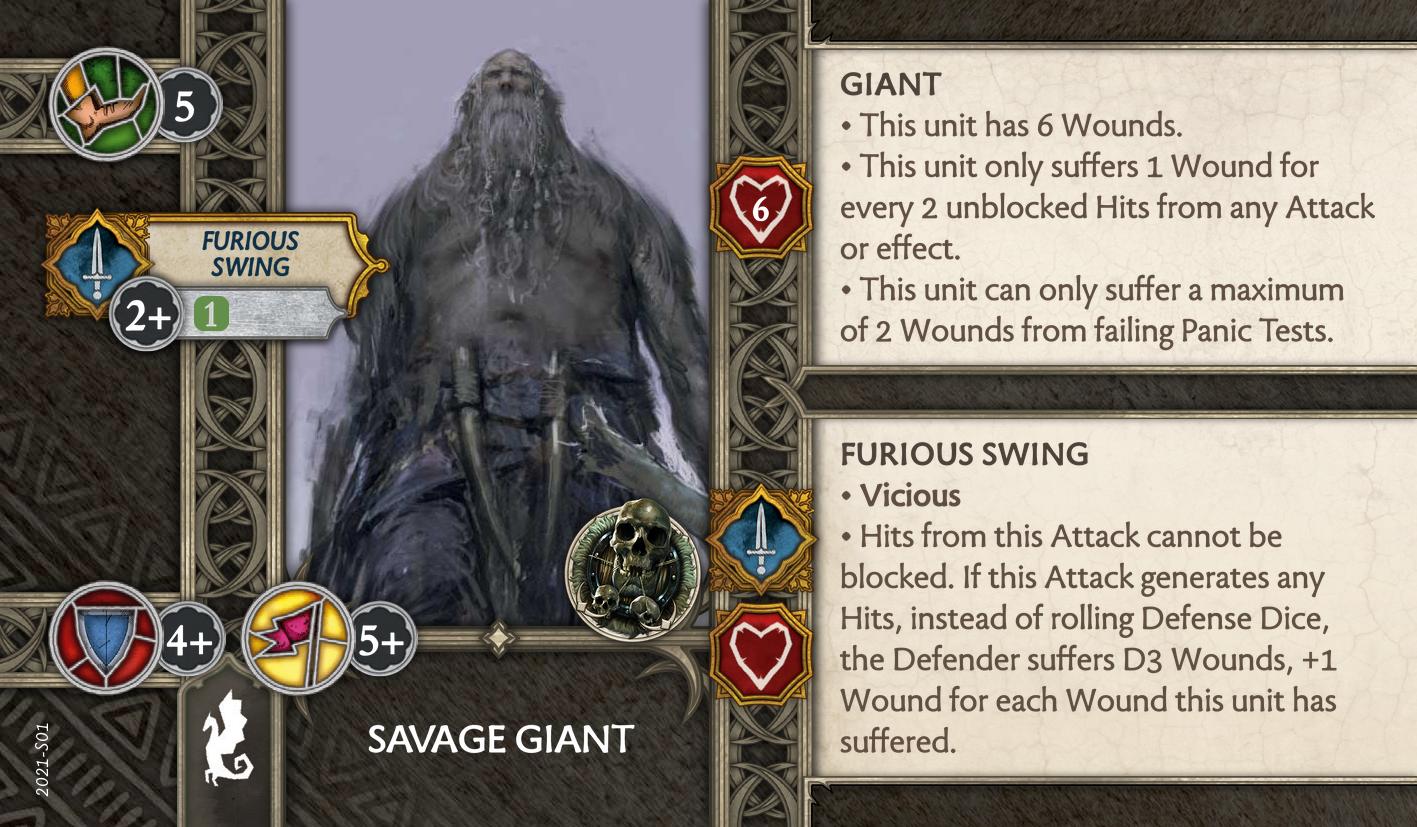 5
FURIOUS
SWING
2+
1
4+
5+
SAVAGE GIANT
2021-S01
6
GIANT
• This unit has 6 Wounds.
• This unit only suffers 1 Wound for
every 2 unblocked Hits from any Attack
or effect.
• This unit can only suffer a maximum
of 2 Wounds from failing Panic Tests.
FURIOUS SWING
• Vicious
• Hits from this Attack cannot be
blocked. If this Attack generates any
Hits, instead of rolling Defense Dice,
the Defender suffers D3 Wounds, +1
Wound for each Wound this unit has
suffered.